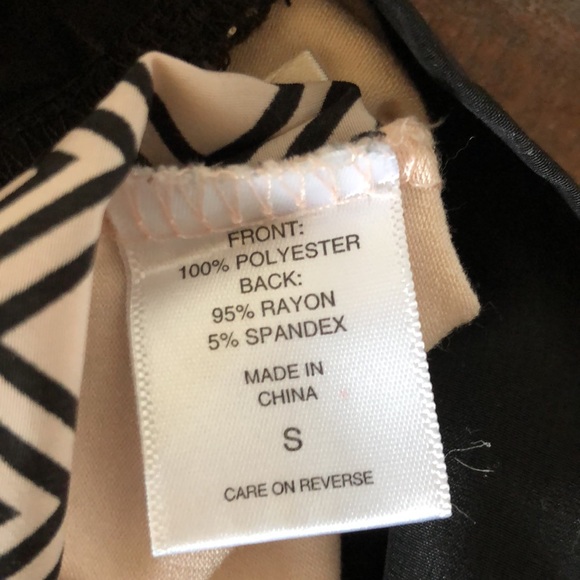 FRONT:
100% POLYESTER
BACK:
95% RAYON
5% SPANDEX
MADE IN
CHINA
S
CARE ON REVERSE